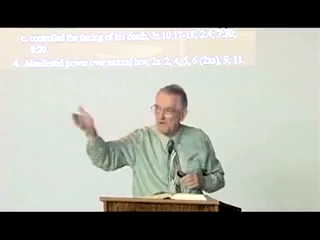 c. controlled the timing of his death, Jn.10:17-18; 2:4; 7:30;
8:20.
4. Manifested power over natural law, Jn. 2, 4, 5, 6 (2xs), 9, 11.